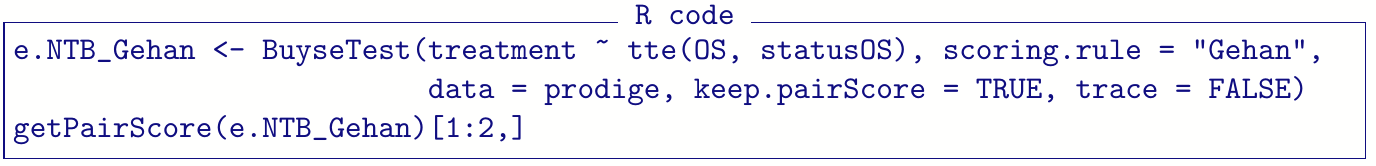 R code
e.NTB_Gehan <- BuyseTest(treatment ~ tte(OS, statusOS), scoring.rule = "Gehan",
data = prodige, keep.pairScore = TRUE, trace = FALSE)
getPairScore(e.NTB_Gehan)[1:2,]